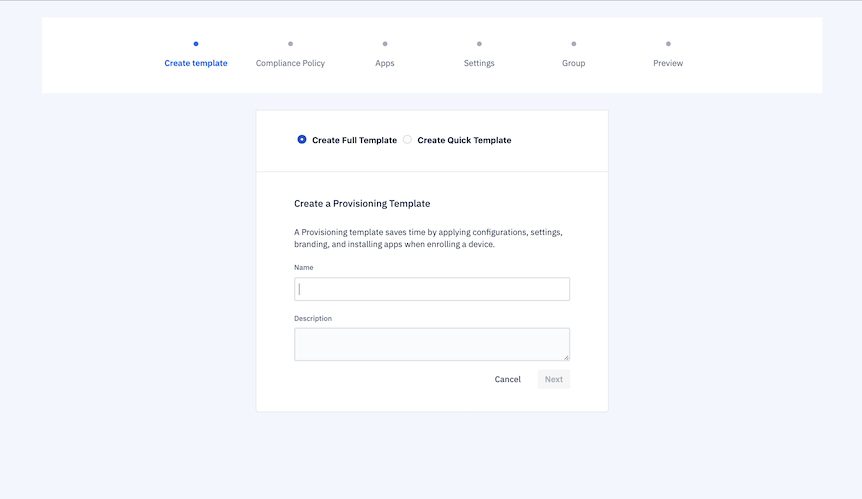 Create template
Compliance Policy
Apps
Settings
Group
Preview
Create Full Template
Create Quick Template
Create a Provisioning Template
A Provisioning template saves time by applying configurations, settings,
branding, and installing apps when enrolling a device.
Name
Description
Cancel
Next